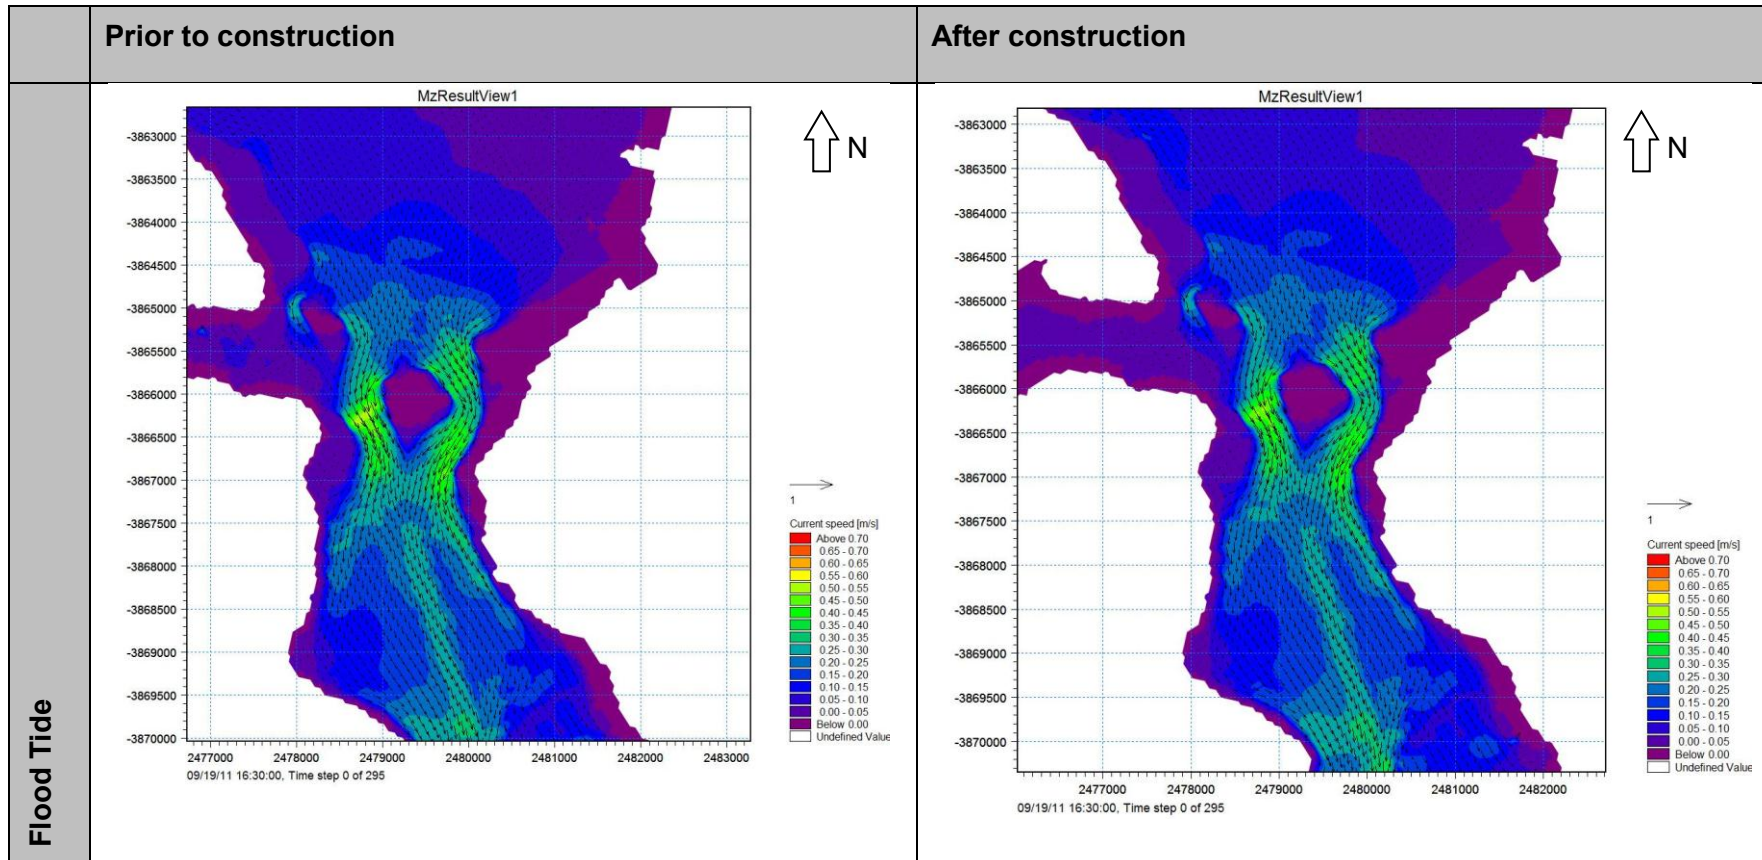 Prior to construction
After construction
Flood Tide
MzResultView1
N
-3863000
-3863500
-3864000
-3864500
-3865000
-3865500
-3866000
-3866500
-3867000
-3867500
-3868000
-3868500
-3869000
-3869500
-3870000
2477000 2478000 2479000 2480000 2481000 2482000 2483000
09/19/11 16:30:00, Time step 0 of 295
1
Current speed [m/s]
Above 0.70
0.65 - 0.70
0.60 - 0.65
0.55 - 0.60
0.50 - 0.55
0.45 - 0.50
0.40 - 0.45
0.35 - 0.40
0.30 - 0.35
0.25 - 0.30
0.20 - 0.25
0.15 - 0.20
0.10 - 0.15
0.05 - 0.10
0.00 - 0.05
Below 0.00
Undefined Value
MzResultView1
N
-3863000
-3863500
-3864000
-3864500
-3865000
-3865500
-3866000
-3866500
-3867000
-3867500
-3868000
-3868500
-3869000
-3869500
-3870000
2477000 2478000 2479000 2480000 2481000 2482000
09/19/11 16:30:00, Time step 0 of 295
1
Current speed [m/s]
Above 0.70
0.65 - 0.70
0.60 - 0.65
0.55 - 0.60
0.50 - 0.55
0.45 - 0.50
0.40 - 0.45
0.35 - 0.40
0.30 - 0.35
0.25 - 0.30
0.20 - 0.25
0.15 - 0.20
0.10 - 0.15
0.05 - 0.10
0.00 - 0.05
Below 0.00
Undefined Value